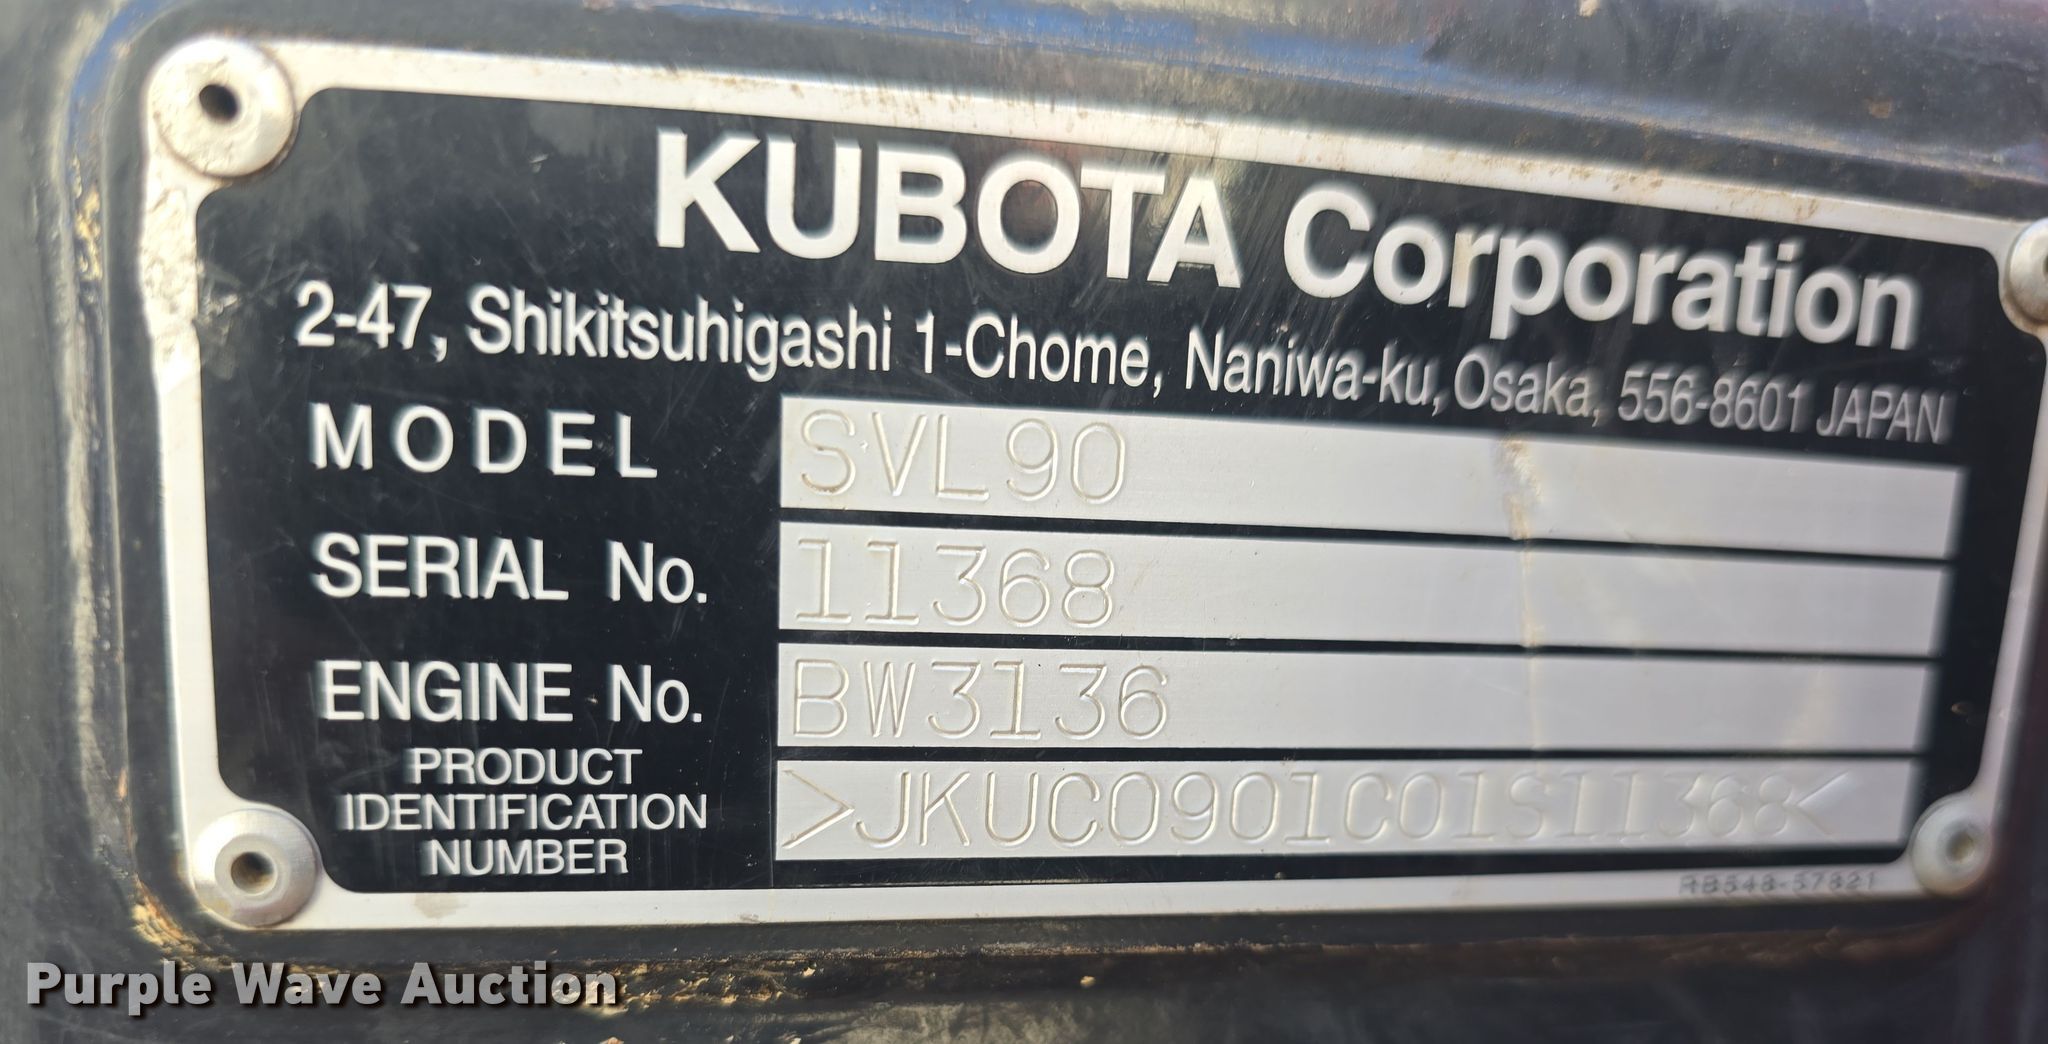 KUBOTA Corporation
2-47, Shikitsuhigashi 1-Chome, Naniwa-ku, Osaka, 556-8601 JAPAN
MODEL SVL90
SERIAL No. 11368
ENGINE No. BW3136
PRODUCT
IDENTIFICATION
NUMBER
>JKUC0901C01S11368<
RB548-57821
Purple Wave Auction